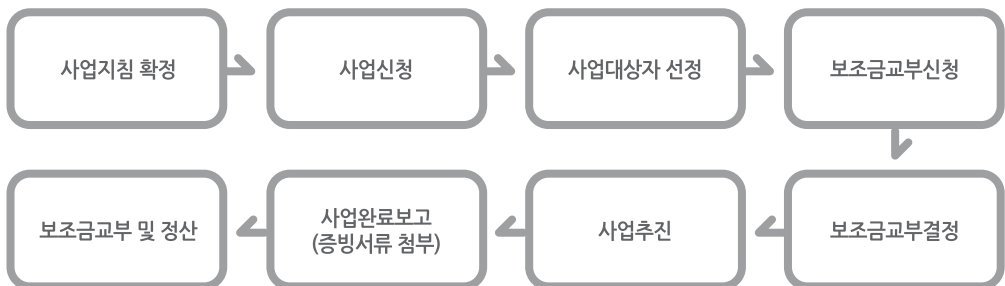 사업지침 확정
사업신청
사업대상자 선정
보조금교부신청
보조금교부결정
사업추진
사업완료보고
(증빙서류 첨부)
보조금교부 및 정산